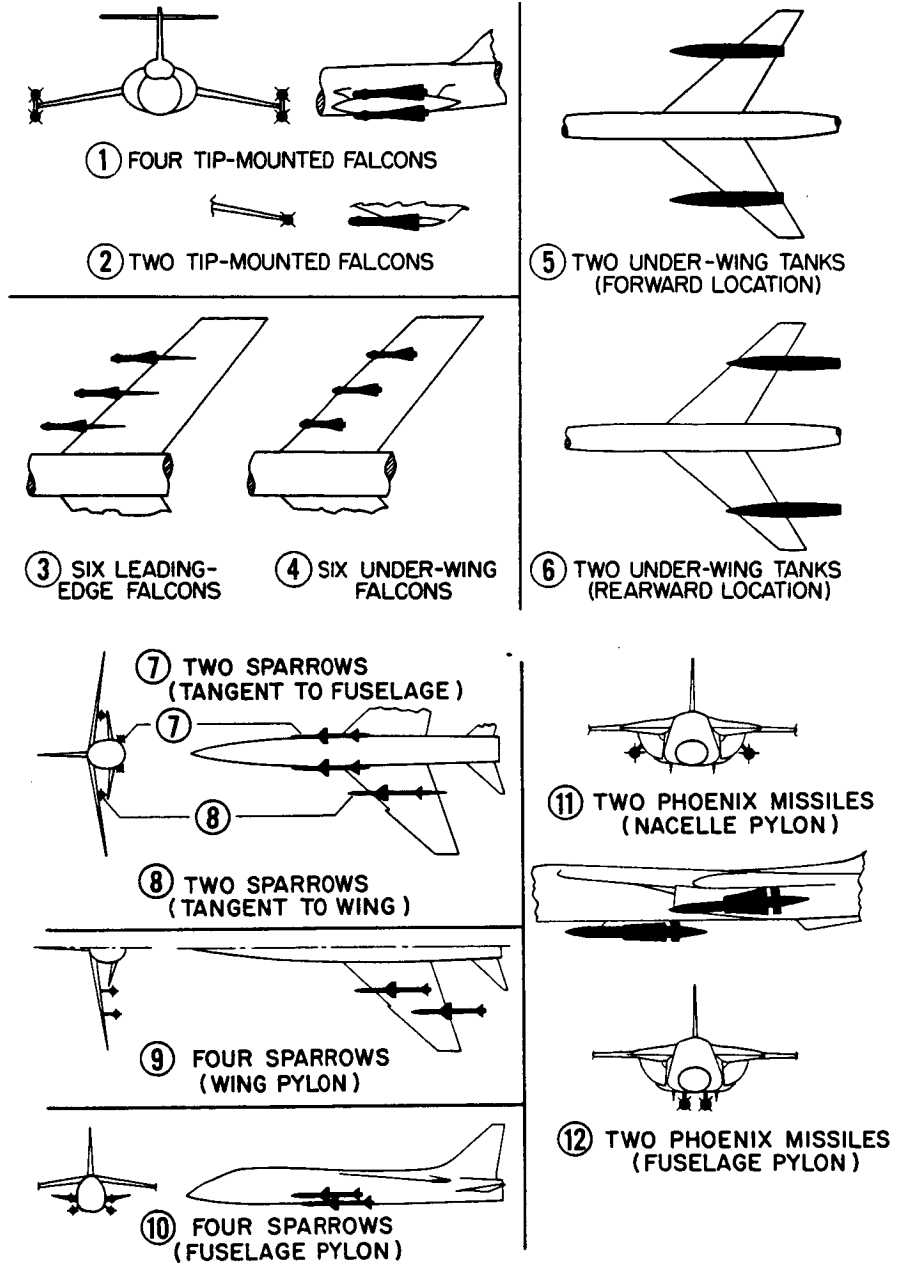 1 FOUR TIP-MOUNTED FALCONS
2 TWO TIP-MOUNTED FALCONS
3 SIX LEADING-
EDGE FALCONS
4 SIX UNDER-WING
FALCONS
5 TWO UNDER-WING TANKS
(FORWARD LOCATION)
6 TWO UNDER-WING TANKS
(REARWARD LOCATION)
7 TWO SPARROWS
(TANGENT TO FUSELAGE)
7
8
8 TWO SPARROWS
(TANGENT TO WING)
9 FOUR SPARROWS
(WING PYLON)
10 FOUR SPARROWS
(FUSELAGE PYLON)
11 TWO PHOENIX MISSILES
(NACELLE PYLON)
12 TWO PHOENIX MISSILES
(FUSELAGE PYLON)